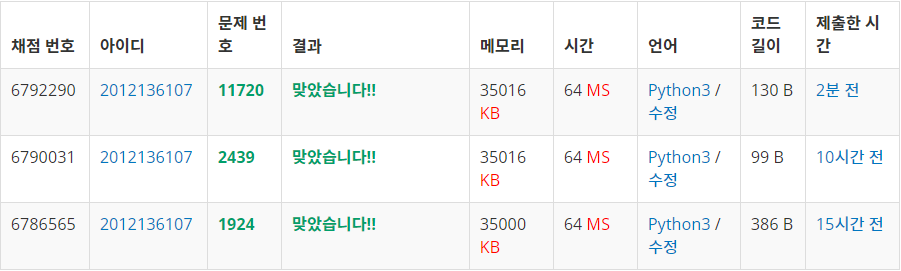 채점 번호 아이디 문제 번호 결과 메모리 시간 언어 코드 길이 제출한 시간
6792290 2012136107 11720 맞았습니다!! 35016 KB 64 MS Python3 / 수정 130 B 2분 전
6790031 2012136107 2439 맞았습니다!! 35016 KB 64 MS Python3 / 수정 99 B 10시간 전
6786565 2012136107 1924 맞았습니다!! 35000 KB 64 MS Python3 / 수정 386 B 15시간 전